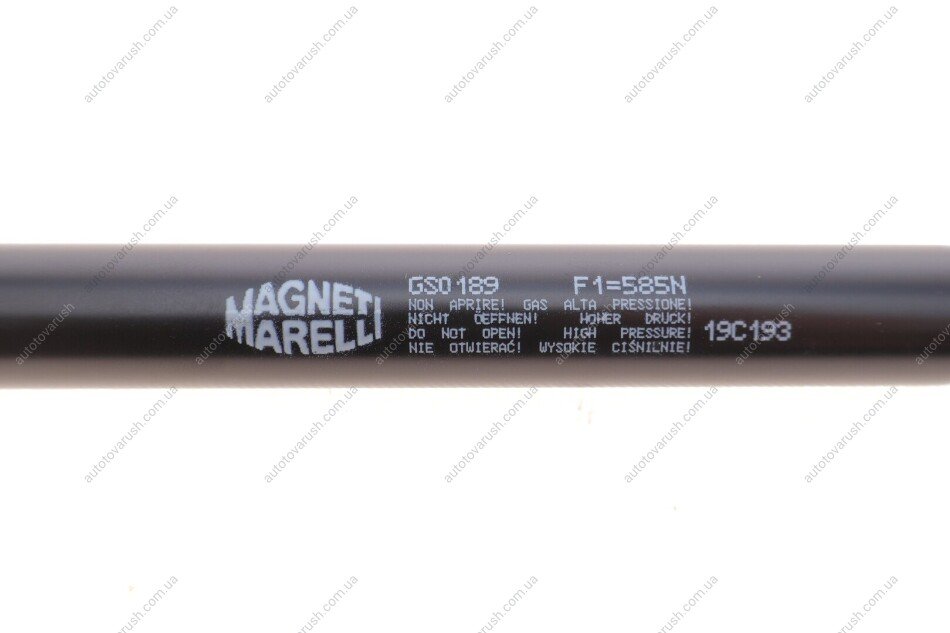 MAGNETI
MARELLI
GS0189 F1=585N
NON APRIRE! GAS ALTA PRESSIONE!
NICHT OEFFNEN! HOHER DRUCK!
DO NOT OPEN! HIGH PRESSURE!
NIE OTWIERAĆ! WYSOKIE CIŚNIENIE!
19C193
autotovarush.com.ua